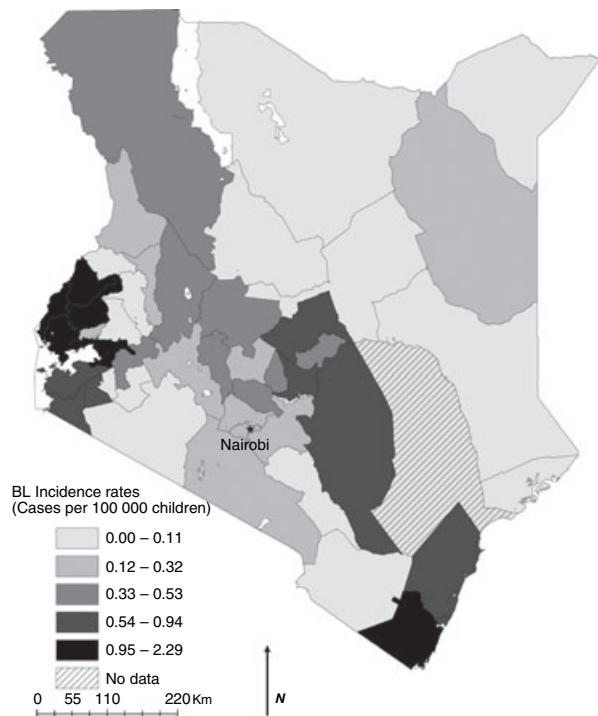 Nairobi
BL Incidence rates
(Cases per 100 000 children)
0.00 – 0.11
0.12 – 0.32
0.33 – 0.53
0.54 – 0.94
0.95 – 2.29
No data
0 55 110 220 Km
N